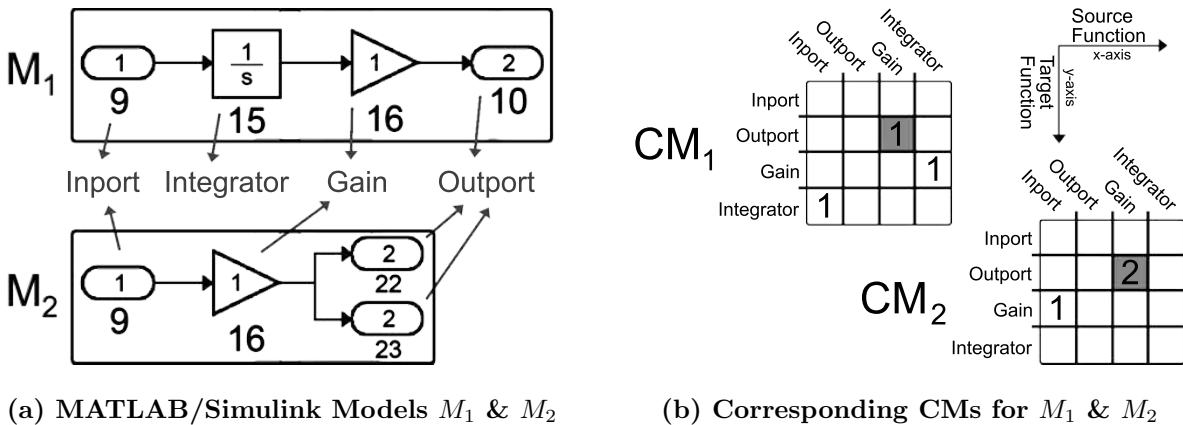 M1
1
1
s
1
2
9
15
16
10
Inport
Integrator
Gain
Outport
M2
1
1
2
22
2
23
9
16
(a) MATLAB/Simulink Models M1 & M2
CM1
Inport
Outport
Gain
Integrator
Inport
Outport
1
Gain
1
Integrator
1
Source
Function
x-axis
y-axis
Target
Function
CM2
Inport
Outport
Gain
Integrator
Inport
Outport
2
Gain
1
Integrator
(b) Corresponding CMs for M1 & M2